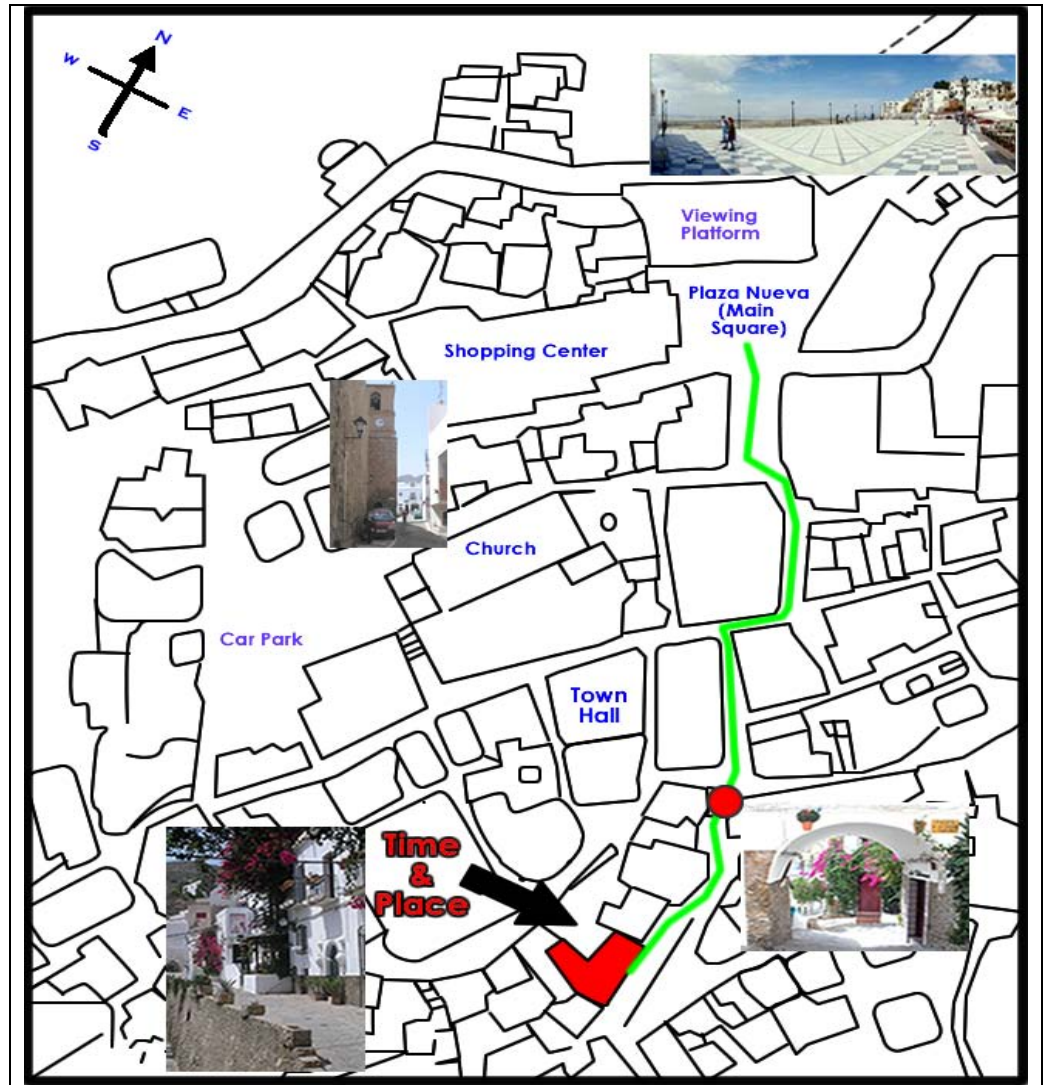 N
W
E
S
Viewing
Platform
Plaza Nueva
(Main
Square)
Shopping Center
Church
Car Park
Town
Hall
Time
&
Place